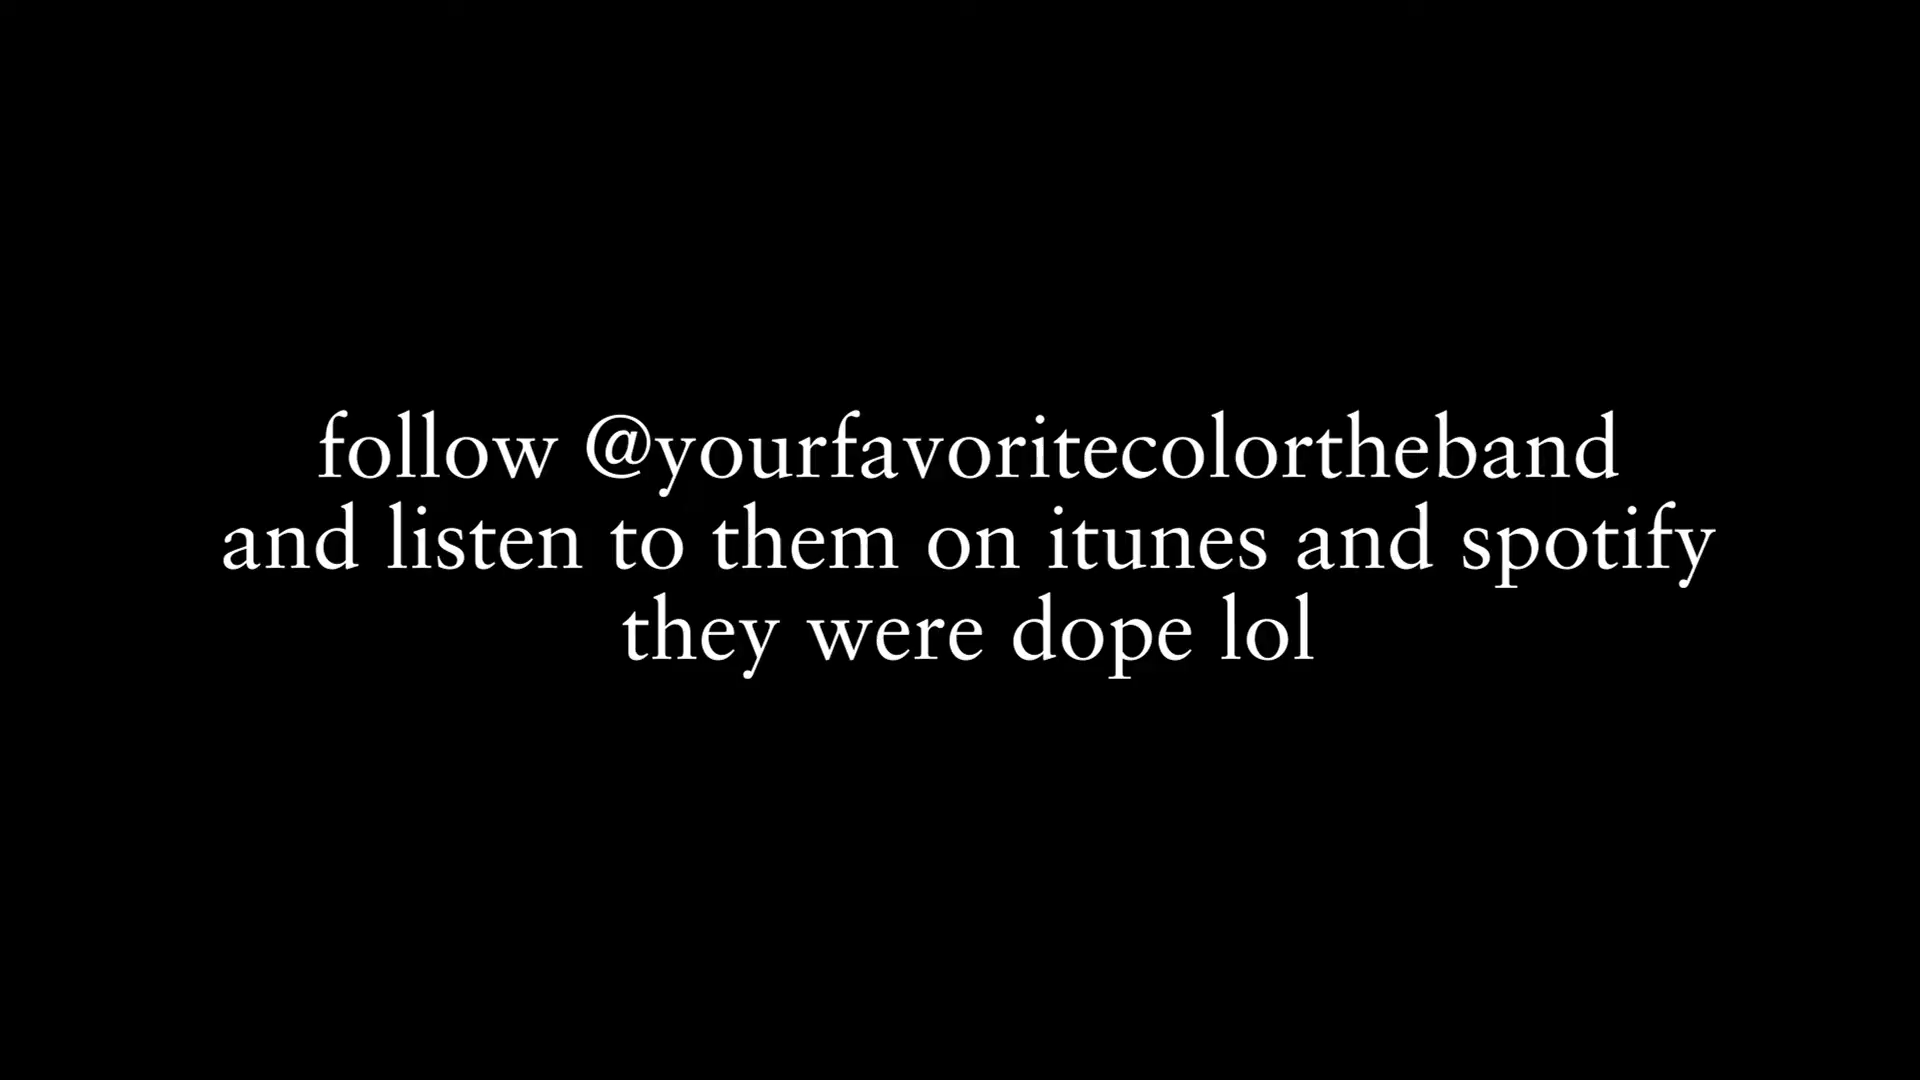 follow @yourfavoritecolortheband
and listen to them on itunes and spotify
they were dope lol